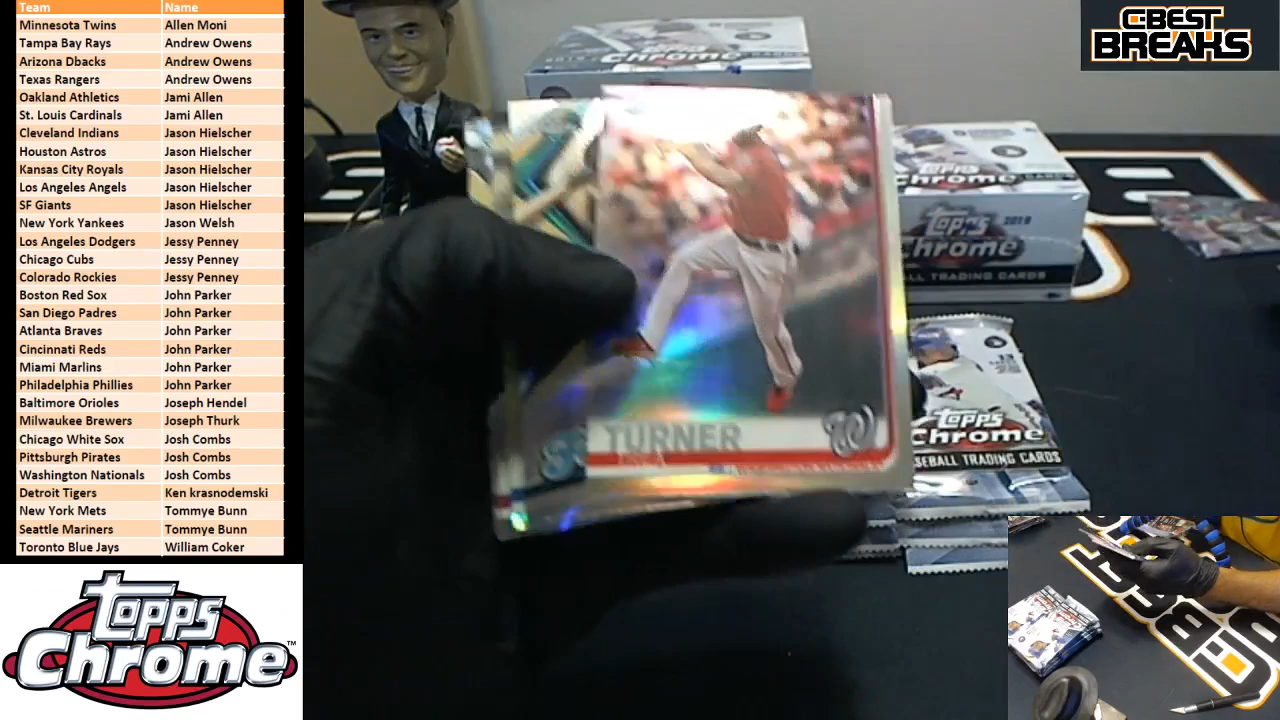 Team Name
Minnesota Twins Allen Moni
Tampa Bay Rays Andrew Owens
Arizona Dbacks Andrew Owens
Texas Rangers Andrew Owens
Oakland Athletics Jami Allen
St. Louis Cardinals Jami Allen
Cleveland Indians Jason Hielscher
Houston Astros Jason Hielscher
Kansas City Royals Jason Hielscher
Los Angeles Angels Jason Hielscher
SF Giants Jason Hielscher
New York Yankees Jason Welsh
Los Angeles Dodgers Jessy Penney
Chicago Cubs Jessy Penney
Colorado Rockies Jessy Penney
Boston Red Sox John Parker
San Diego Padres John Parker
Atlanta Braves John Parker
Cincinnati Reds John Parker
Miami Marlins John Parker
Philadelphia Phillies John Parker
Baltimore Orioles Joseph Hendel
Milwaukee Brewers Joseph Thurk
Chicago White Sox Josh Combs
Pittsburgh Pirates Josh Combs
Washington Nationals Josh Combs
Detroit Tigers Ken krasnodemski
New York Mets Tommye Bunn
Seattle Mariners Tommye Bunn
Toronto Blue Jays William Coker
Topps
Chrome™
C-BEST
BREAKS
TURNER
W
Chrome
Topps 2019
Chrome
LL TRADING CARDS
13
Topps
Chrome
SEBALL TRADING CARDS